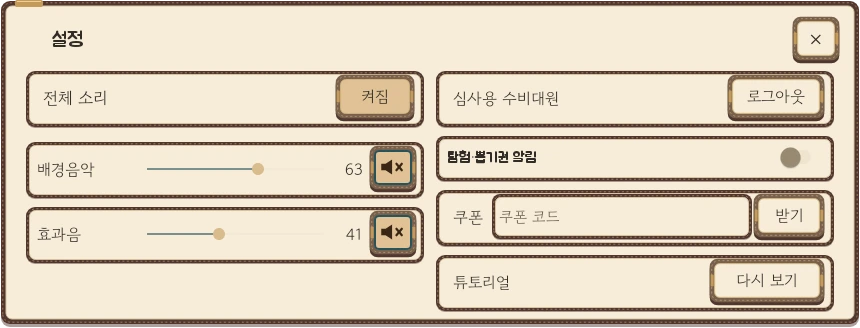 설정
×
전체 소리
켜짐
배경음악
63
효과음
41
심사용 수비대원
로그아웃
탐험·뽑기권 알림
쿠폰
쿠폰 코드
받기
튜토리얼
다시 보기